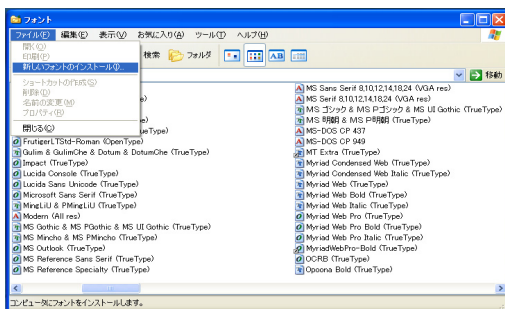 フォント
ファイル(F) 編集(E) 表示(V) お気に入り(A) ツール(T) ヘルプ(H)
開く(O)
印刷(P)
新しいフォントのインストール(I)...
ショートカットの作成(S)
削除(D)
名前の変更(M)
プロパティ(R)
閉じる(C)
検索 フォルダ
移動
FrutigerLTStd-Roman (OpenType)
Gulim & GulimChe & Dotum & DotumChe (TrueType)
Impact (TrueType)
Lucida Console (TrueType)
Lucida Sans Unicode (TrueType)
Microsoft Sans Serif (TrueType)
MingLiU & PMingLiU (TrueType)
Modern (All res)
MS Gothic & MS PGothic & MS UI Gothic (TrueType)
MS Mincho & MS PMincho (TrueType)
MS Outlook (TrueType)
MS Reference Sans Serif (TrueType)
MS Reference Specialty (TrueType)
MS Sans Serif 8,10,12,14,18,24 (VGA res)
MS Serif 8,10,12,14,18,24 (VGA res)
MS ゴシック & MS Pゴシック & MS UI Gothic (TrueType)
MS 明朝 & MS P明朝 (TrueType)
MS-DOS CP 437
MS-DOS CP 949
MT Extra (TrueType)
Myriad Condensed Web (TrueType)
Myriad Condensed Web Italic (TrueType)
Myriad Web (TrueType)
Myriad Web Bold (TrueType)
Myriad Web Italic (TrueType)
Myriad Web Pro (TrueType)
Myriad Web Pro Bold (TrueType)
Myriad Web Pro Italic (TrueType)
MyriadWebPro-Bold (TrueType)
OCRB (TrueType)
Opoona Bold (TrueType)
コンピュータにフォントをインストールします。